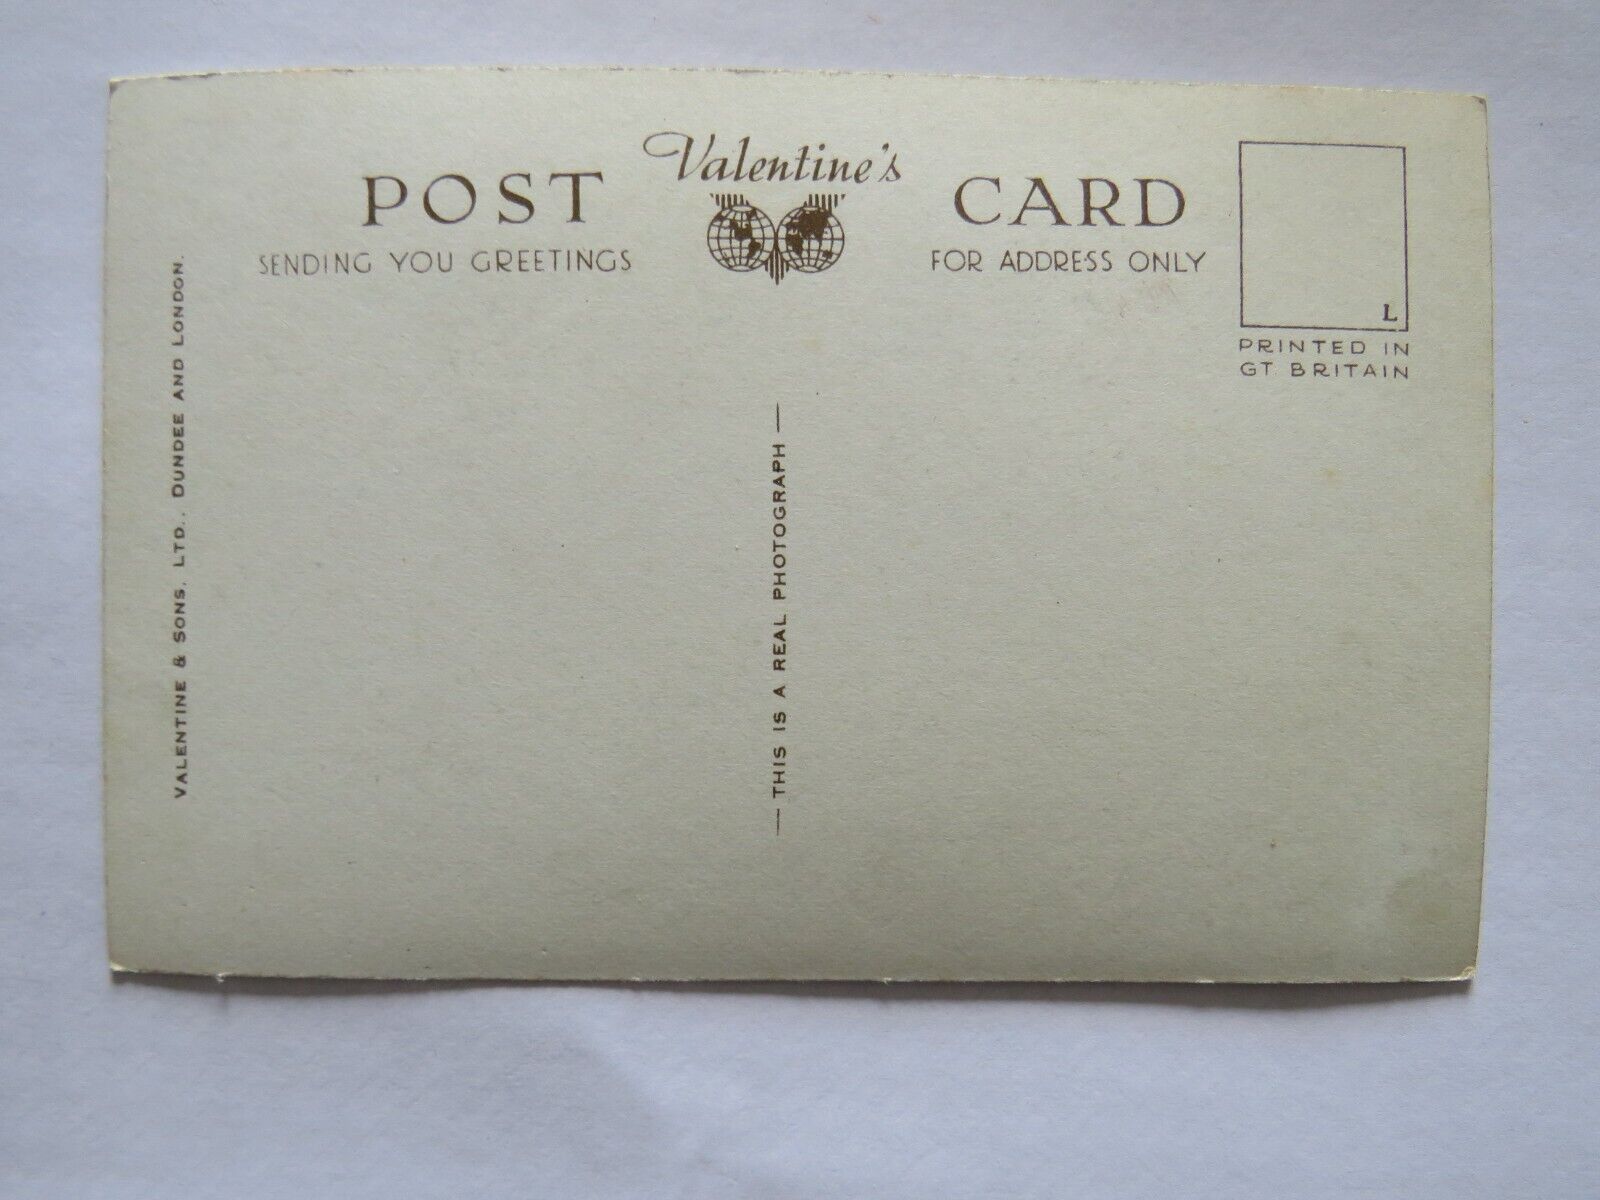 Valentine's
POST CARD
SENDING YOU GREETINGS
FOR ADDRESS ONLY
L
PRINTED IN
GT. BRITAIN
VALENTINE & SONS, LTD., DUNDEE AND LONDON.
— THIS IS A REAL PHOTOGRAPH —